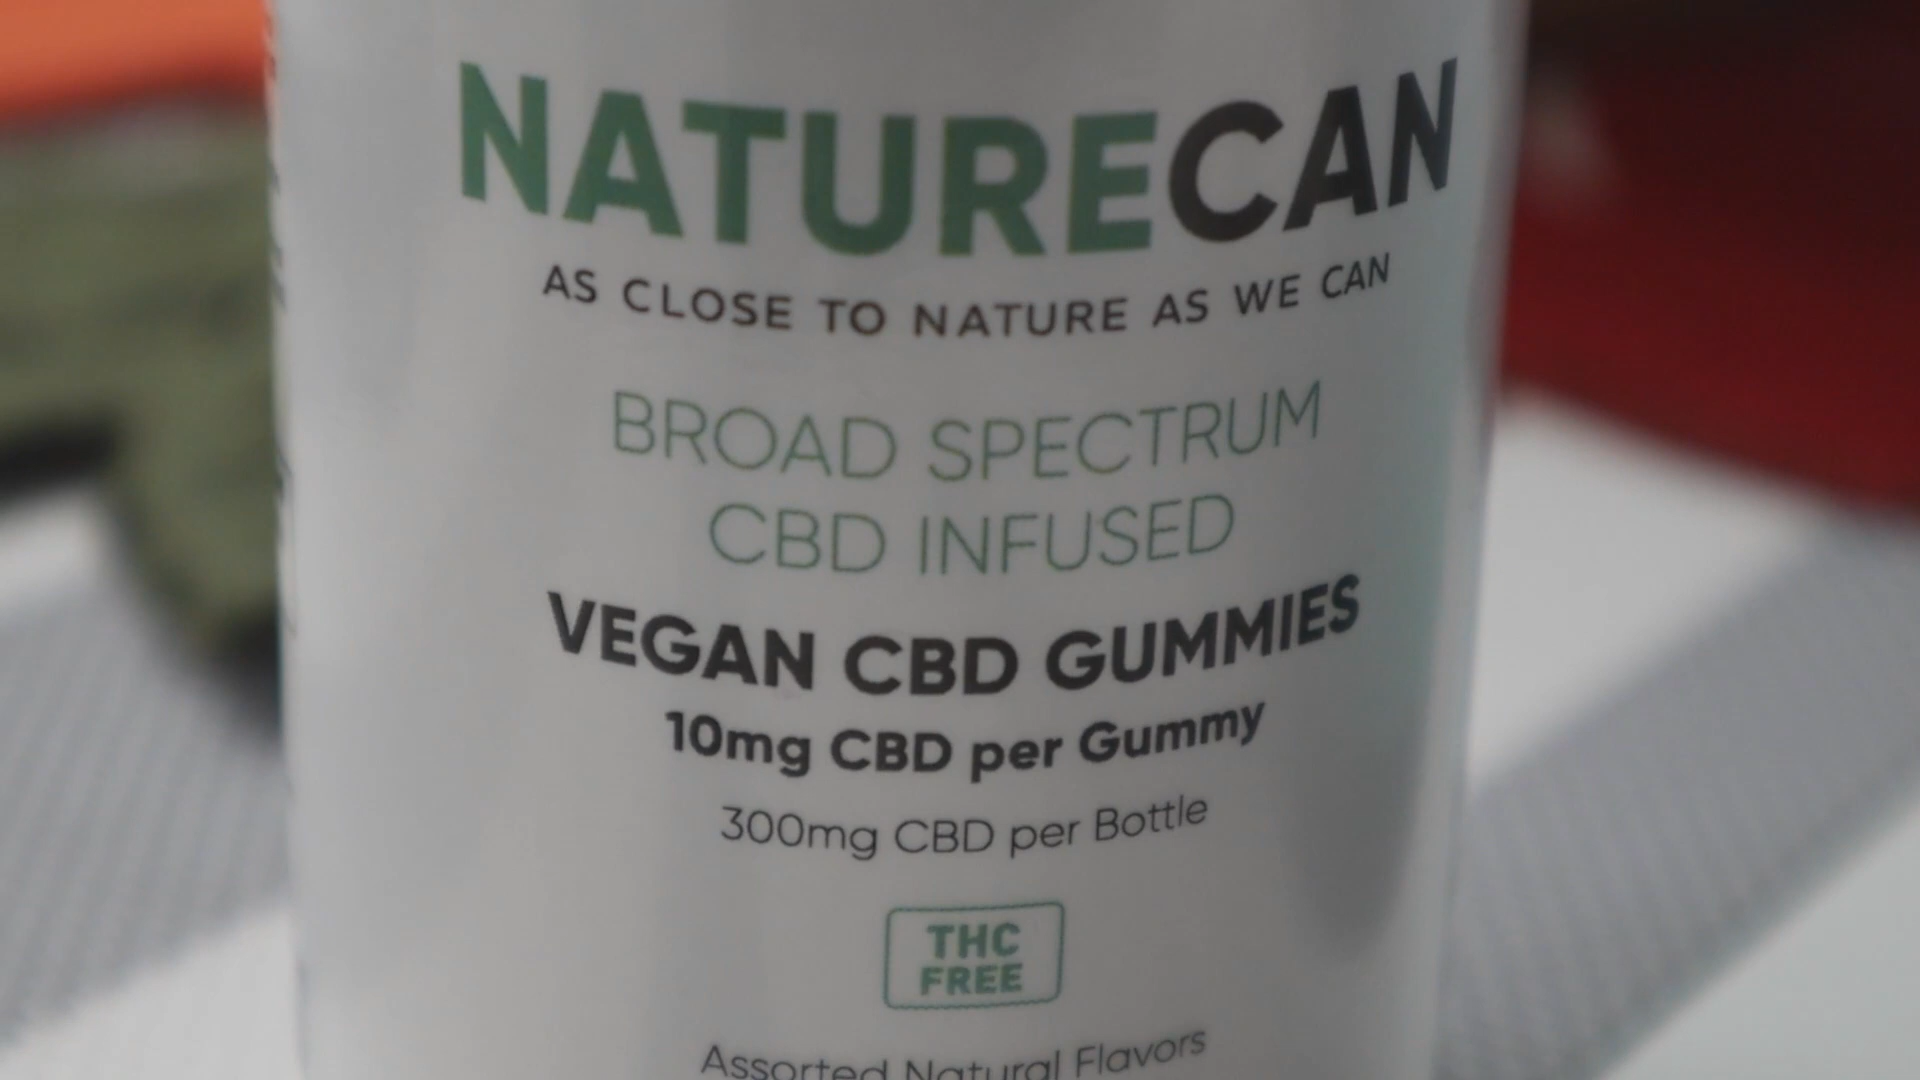 NATURECAN
AS CLOSE TO NATURE AS WE CAN
BROAD SPECTRUM
CBD INFUSED
VEGAN CBD GUMMIES
10mg CBD per Gummy
300mg CBD per Bottle
THC
FREE
Assorted Natural Flavors